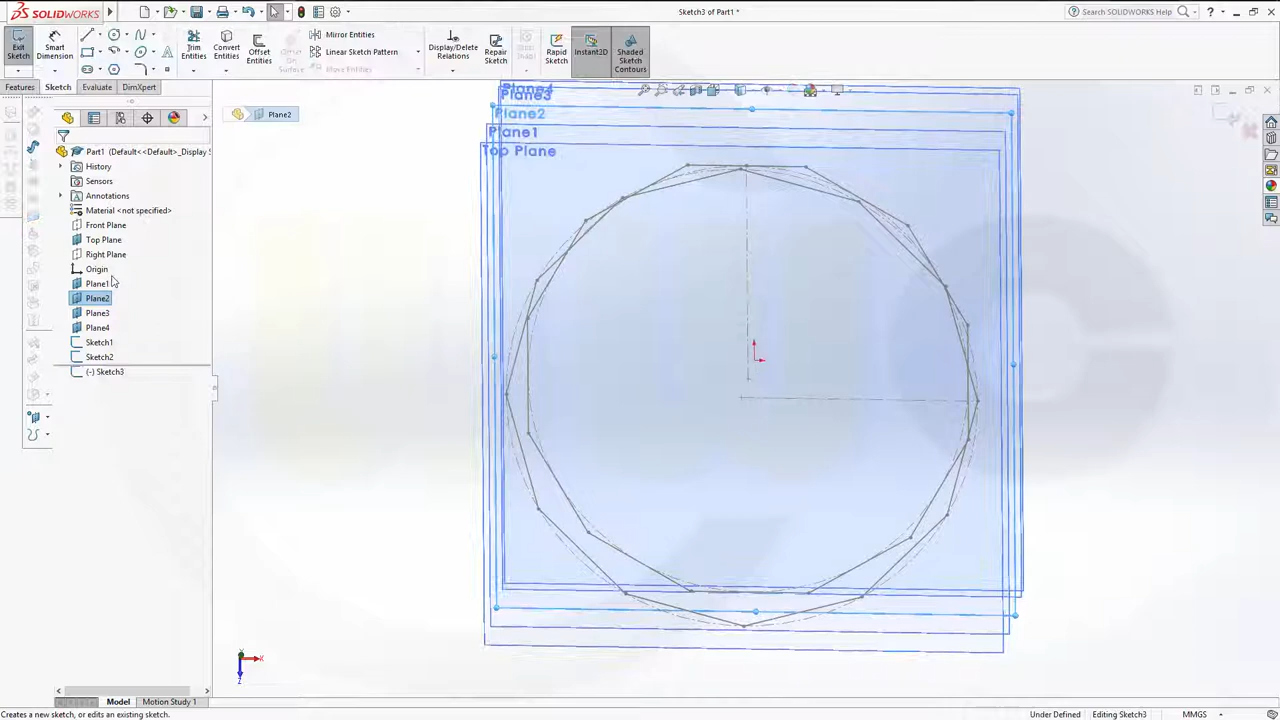 SOLIDWORKS
Sketch3 of Part1 *
Search SOLIDWORKS Help
Exit Sketch
Smart Dimension
Trim Entities
Convert Entities
Offset Entities
Offset On Surface
Mirror Entities
Linear Sketch Pattern
Move Entities
Display/Delete Relations
Repair Sketch
Rapid Sketch
Instant2D
Shaded Sketch Contours
Features
Sketch
Evaluate
DimXpert
Plane2
Part1 (Default<<Default>_Display S
History
Sensors
Annotations
Material <not specified>
Front Plane
Top Plane
Right Plane
Origin
Plane1
Plane2
Plane3
Plane4
Sketch1
Sketch2
(-) Sketch3
Plane4
Plane3
Plane2
Plane1
Top Plane
X
Z
Model
Motion Study 1
Creates a new sketch, or edits an existing sketch.
Under Defined
Editing Sketch3
MMGS